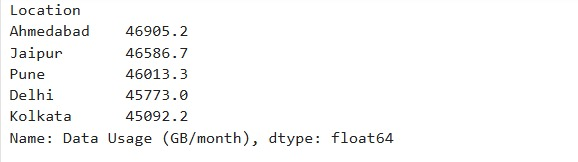 Location
Ahmedabad    46905.2
Jaipur       46586.7
Pune         46013.3
Delhi        45773.0
Kolkata      45092.2
Name: Data Usage (GB/month), dtype: float64